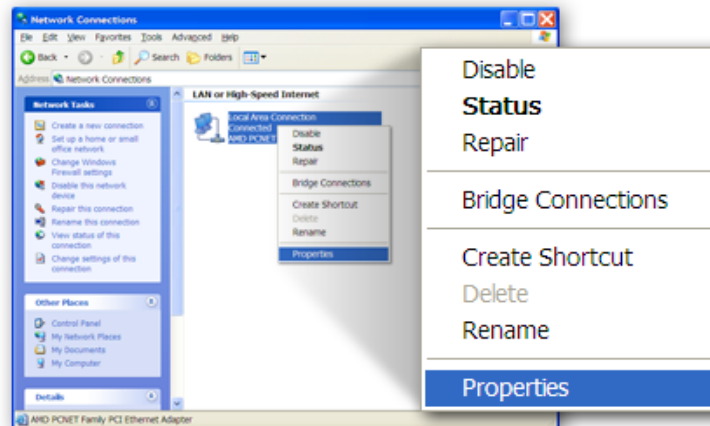 Network Connections
File Edit View Favorites Tools Advanced Help
Back Search Folders
Address Network Connections
Network Tasks
Create a new connection
Set up a home or small
office network
Change Windows
Firewall settings
Disable this network
device
Repair this connection
Rename this connection
View status of this
connection
Change settings of this
connection
Other Places
Control Panel
My Network Places
My Documents
My Computer
Details
LAN or High-Speed Internet
Local Area Connection
Connected
AMD PCNET
Disable
Status
Repair
Bridge Connections
Create Shortcut
Delete
Rename
Properties
AMD PCNET Family PCI Ethernet Adapter
Disable
Status
Repair
Bridge Connections
Create Shortcut
Delete
Rename
Properties